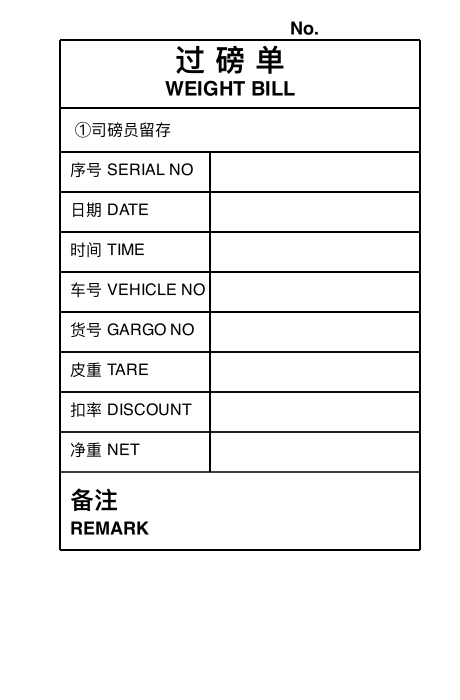 No.
过磅单
WEIGHT BILL
①司磅员留存
序号 SERIAL NO
日期 DATE
时间 TIME
车号 VEHICLE NO
货号 GARGO NO
皮重 TARE
扣率 DISCOUNT
净重 NET
备注
REMARK